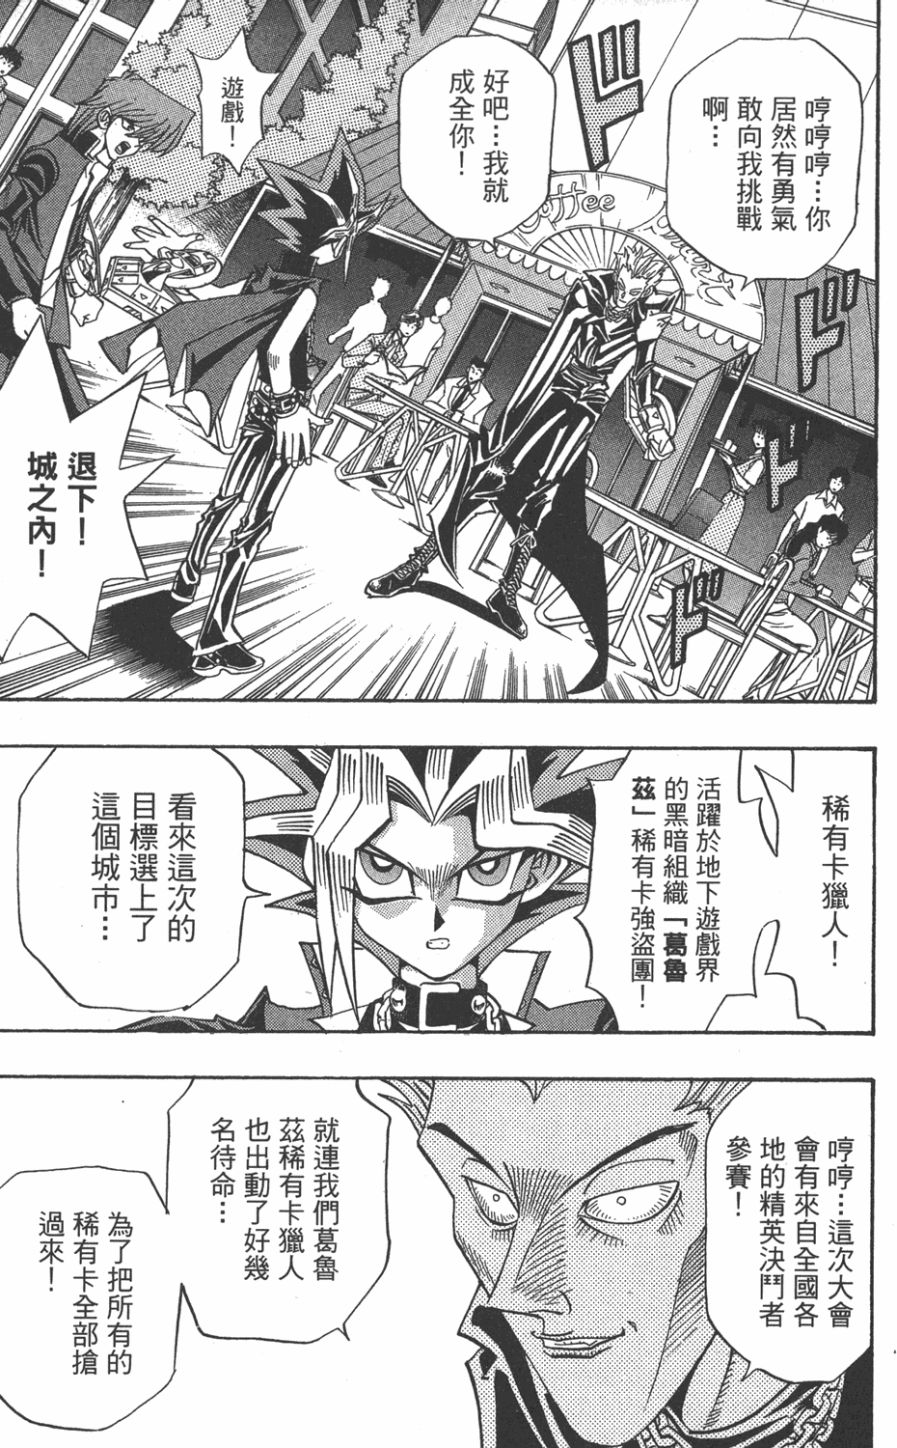 哼哼哼…你
居然有勇氣
敢向我挑戰
啊…
ド
好吧…我就
成全你！
遊戲！
Coffee
ド
ド
ド
退下！
城之內！
稀有卡獵人！
活躍於地下遊戲界
的黑暗組織「葛魯
茲」稀有卡強盜團！
看來這次的
目標選上了
這個城市…
哼哼…這次大會
會有來自全國各
地的精英決鬥者
參賽！
就連我們葛魯
茲稀有卡獵人
也出動了好幾
名待命…
為了把所有的
稀有卡全部搶
過來！